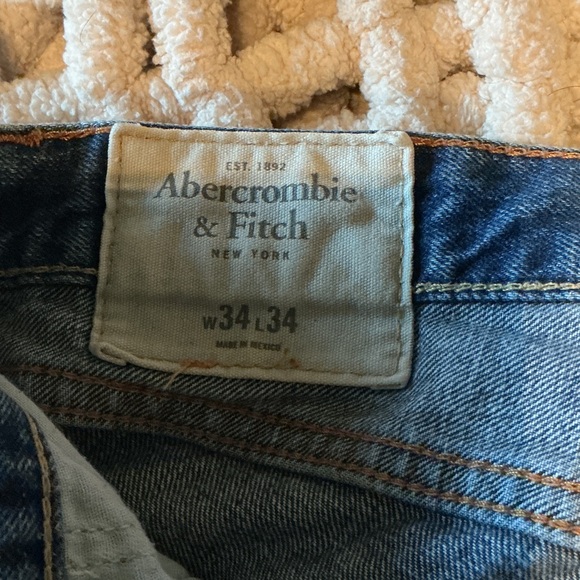 EST. 1892
Abercrombie
& Fitch
NEW YORK
W34 L34
MADE IN MEXICO